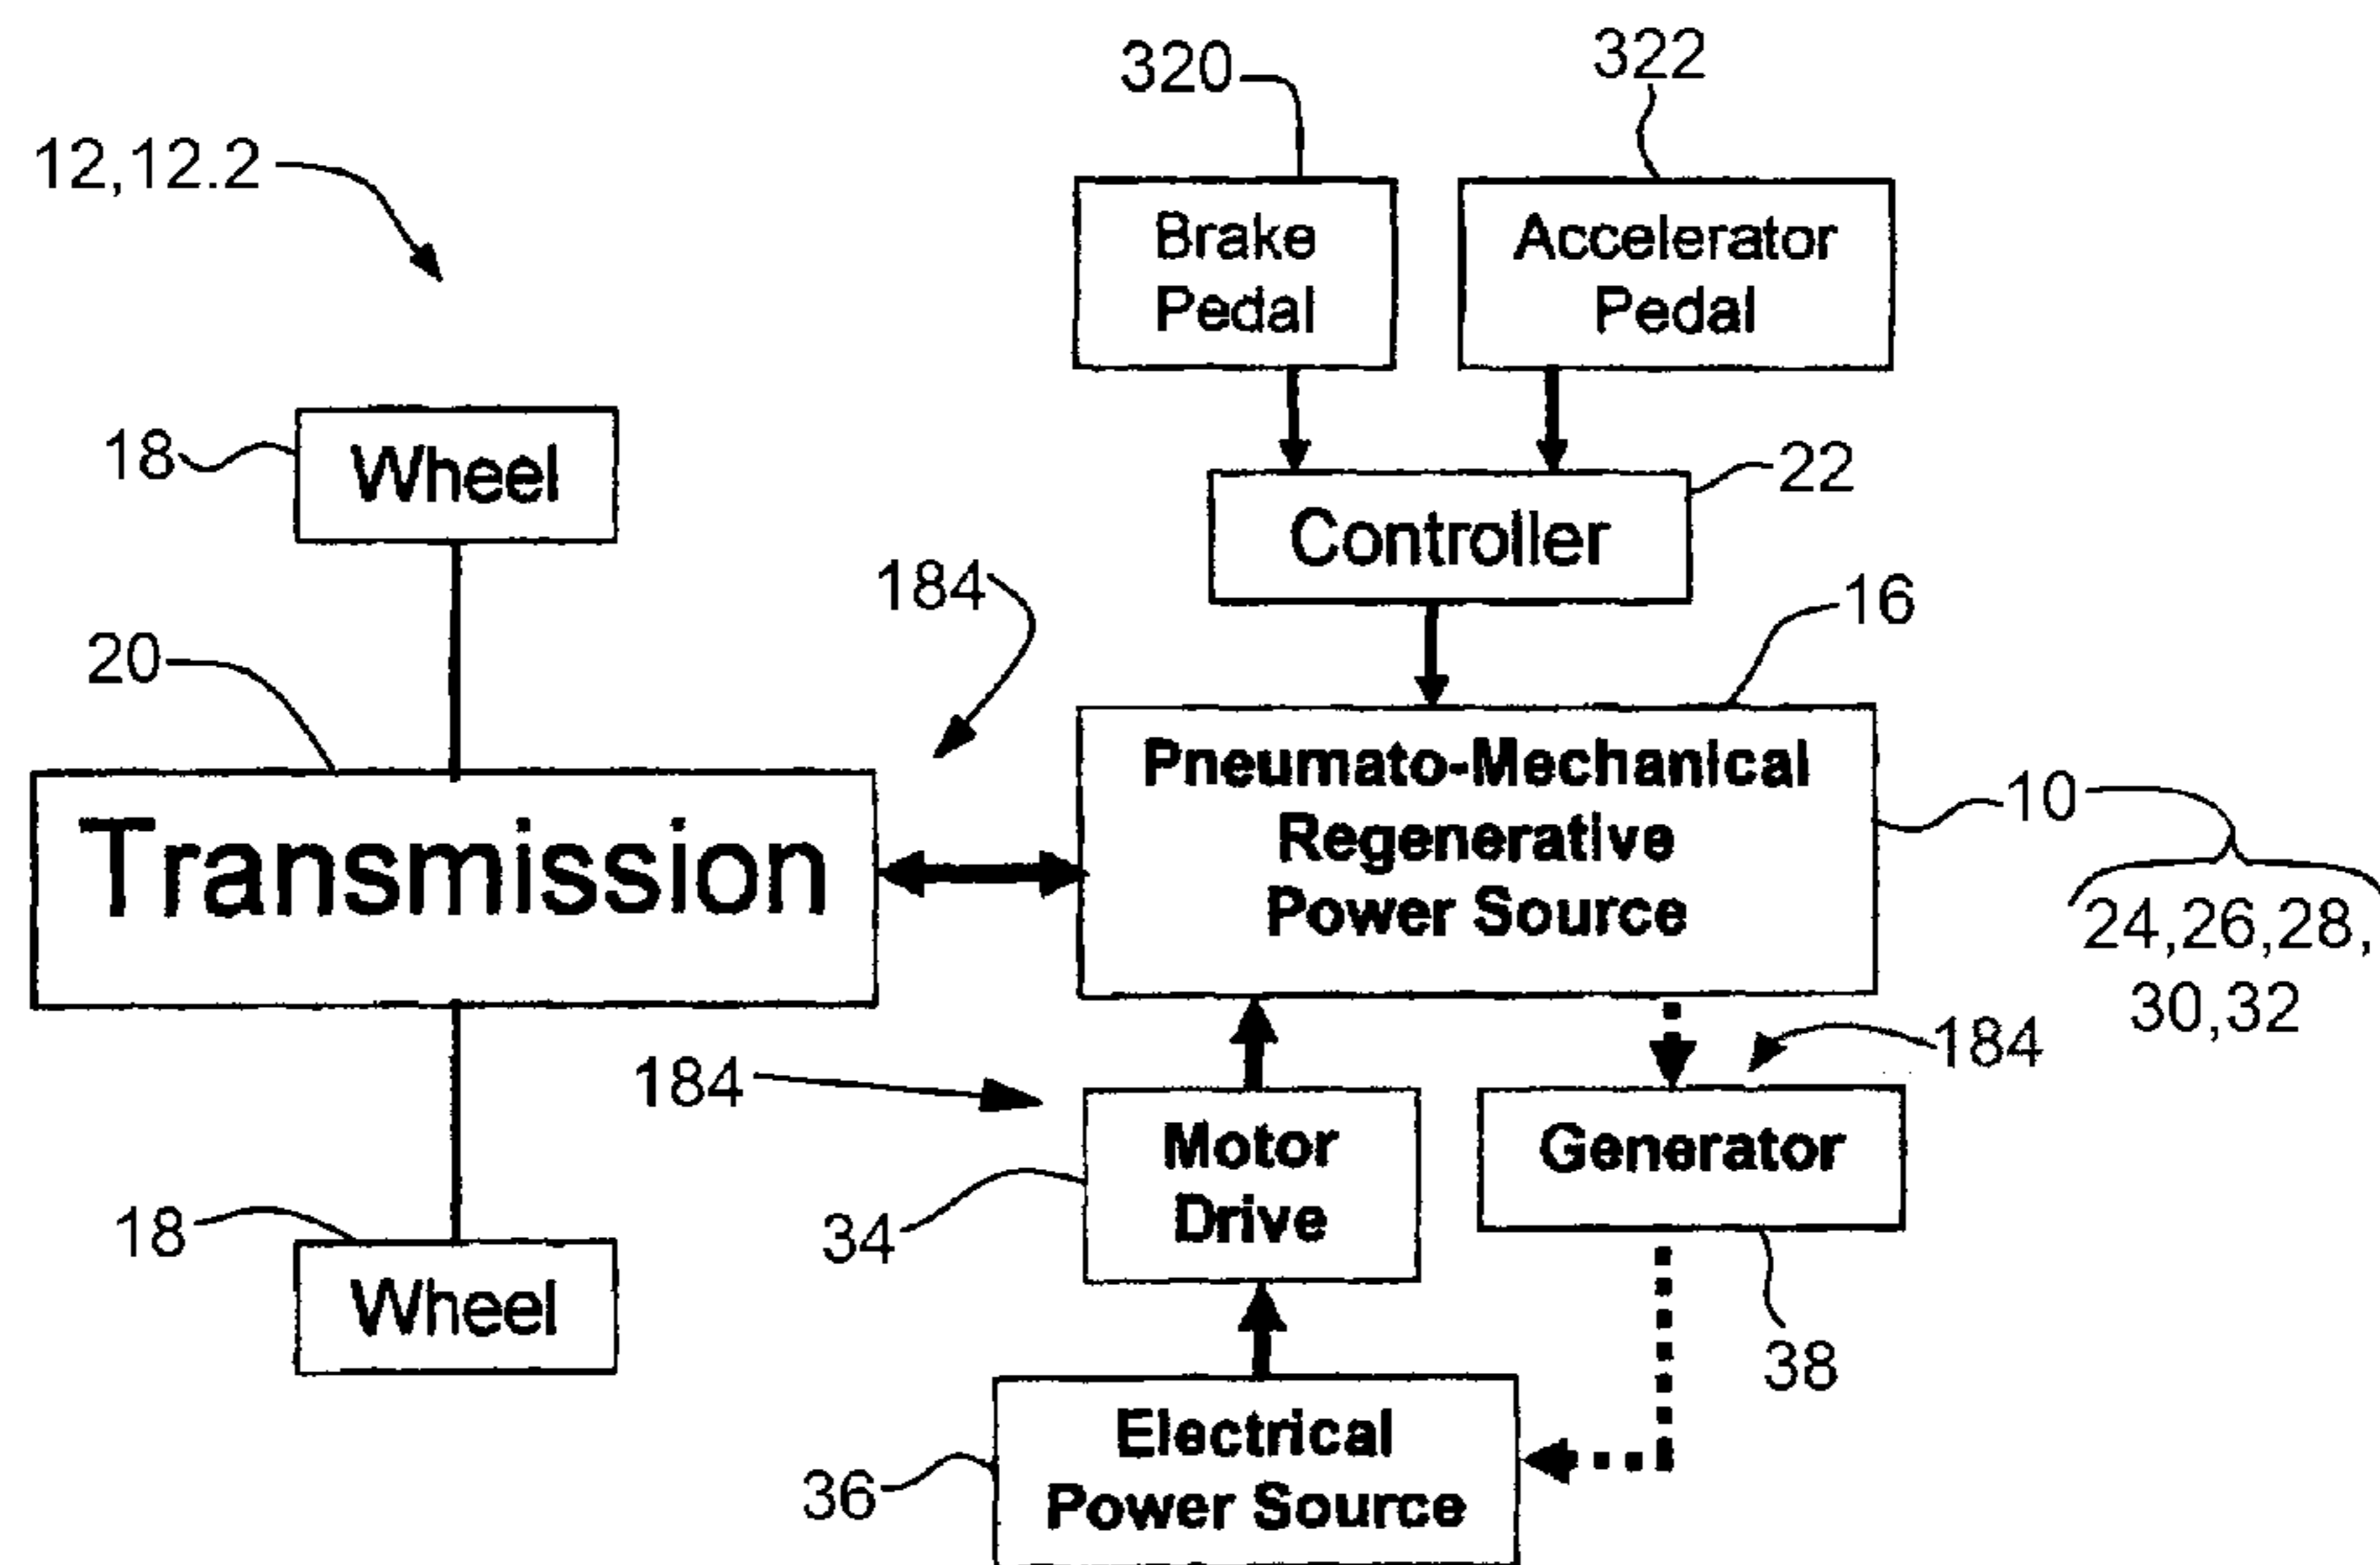 320
322
12,12.2
Brake
Pedal
Accelerator
Pedal
18
Wheel
22
Controller
184
16
20
Transmission
Pneumato-Mechanical
Regenerative
Power Source
10
24,26,28,
30,32
184
184
Motor
Drive
Generator
34
18
Wheel
38
36
Electrical
Power Source